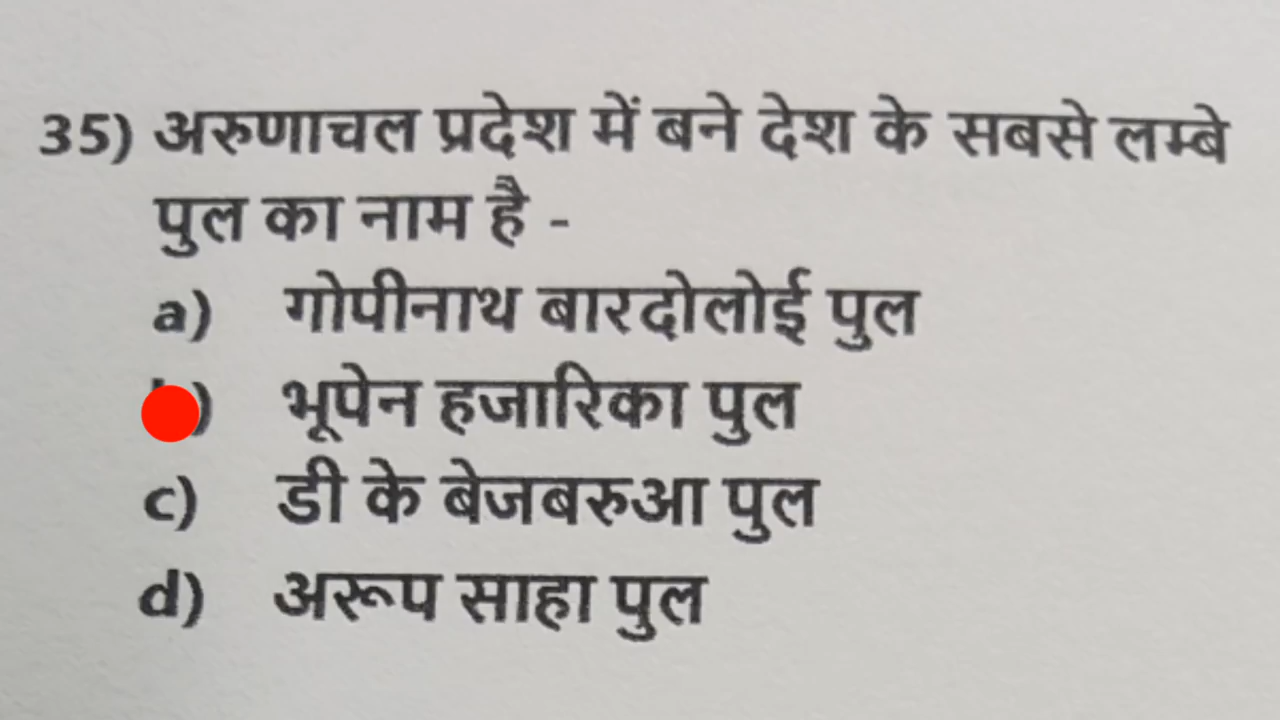 35) अरुणाचल प्रदेश में बने देश के सबसे लम्बे
पुल का नाम है -
a) गोपीनाथ बारदोलोई पुल
) भूपेन हजारिका पुल
c) डी के बेजबरुआ पुल
d) अरूप साहा पुल